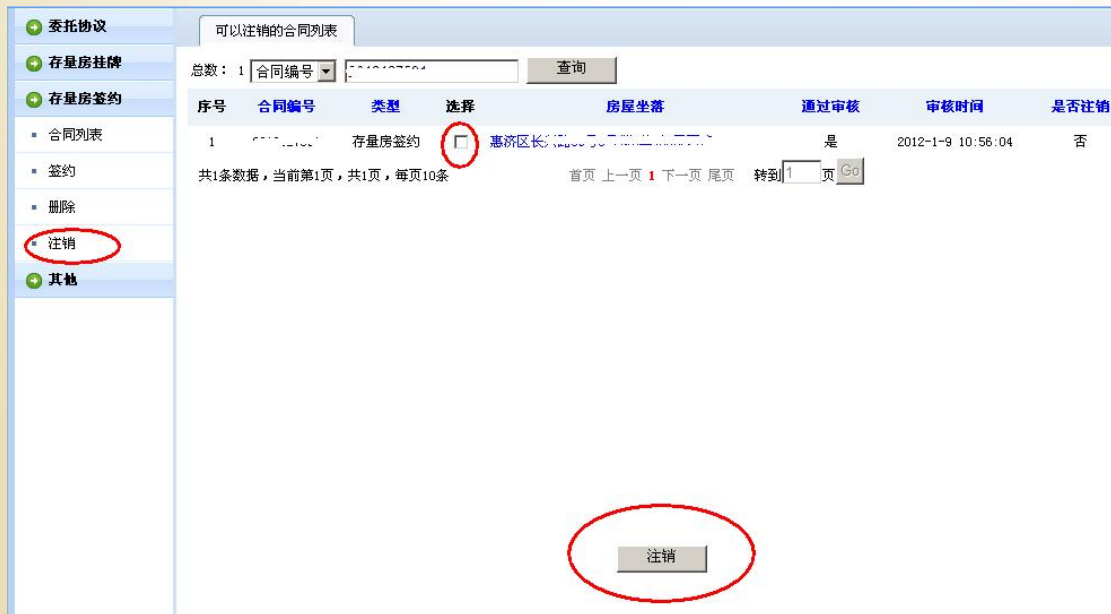 委托协议
存量房挂牌
存量房签约
合同列表
签约
删除
注销
其他
可以注销的合同列表
总数： 1 合同编号 查询
序号 合同编号 类型 选择 房屋坐落 通过审核 审核时间 是否注销
1 存量房签约 惠济区长 是 2012-1-9 10:56:04 否
共1条数据，当前第1页，共1页，每页10条 首页 上一页 1 下一页 尾页 转到 1 页 Go
注销